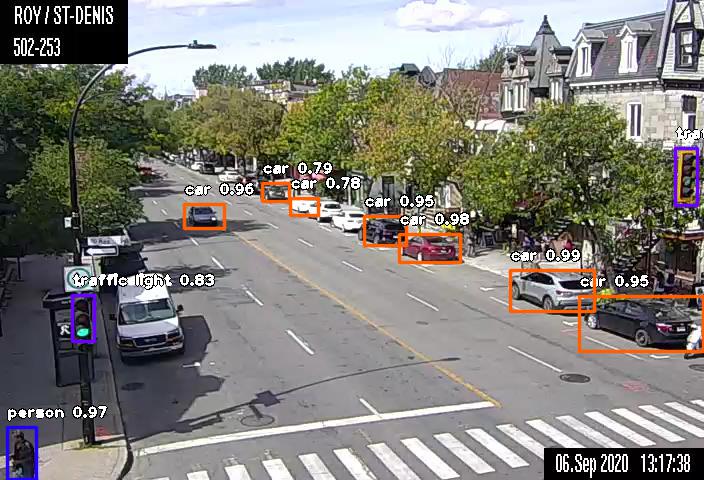 ROY / ST-DENIS
502-253
traf
car 0.79
car 0.78
car 0.96
car 0.95
car 0.98
car 0.99
car 0.95
traffic light 0.83
person 0.97
06.Sep 2020 13:17:38